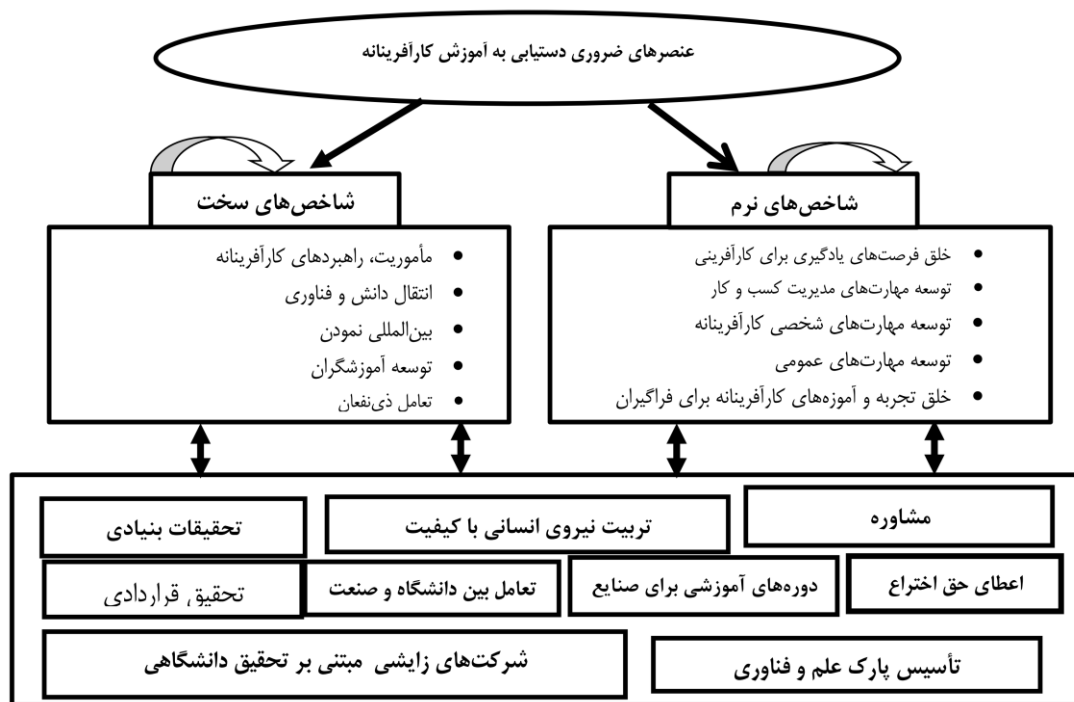 عنصرهای ضروری دستیابی به آموزش کارآفرینانه
شاخص‌های نرم
شاخص‌های سخت
• خلق فرصت‌های یادگیری برای کارآفرینی
• توسعه مهارت‌های مدیریت کسب و کار
• توسعه مهارت‌های شخصی کارآفرینانه
• توسعه مهارت‌های عمومی
• خلق تجربه و آموزه‌های کارآفرینانه برای فراگیران
• مأموریت، راهبردهای کارآفرینانه
• انتقال دانش و فناوری
• بین‌المللی نمودن
• توسعه آموزشگران
• تعامل ذی‌نفعان
مشاوره
تربیت نیروی انسانی با کیفیت
تحقیقات بنیادی
اعطای حق اختراع
دوره‌های آموزشی برای صنایع
تعامل بین دانشگاه و صنعت
تحقیق قراردادی
تأسیس پارک علم و فناوری
شرکت‌های زایشی مبتنی بر تحقیق دانشگاهی